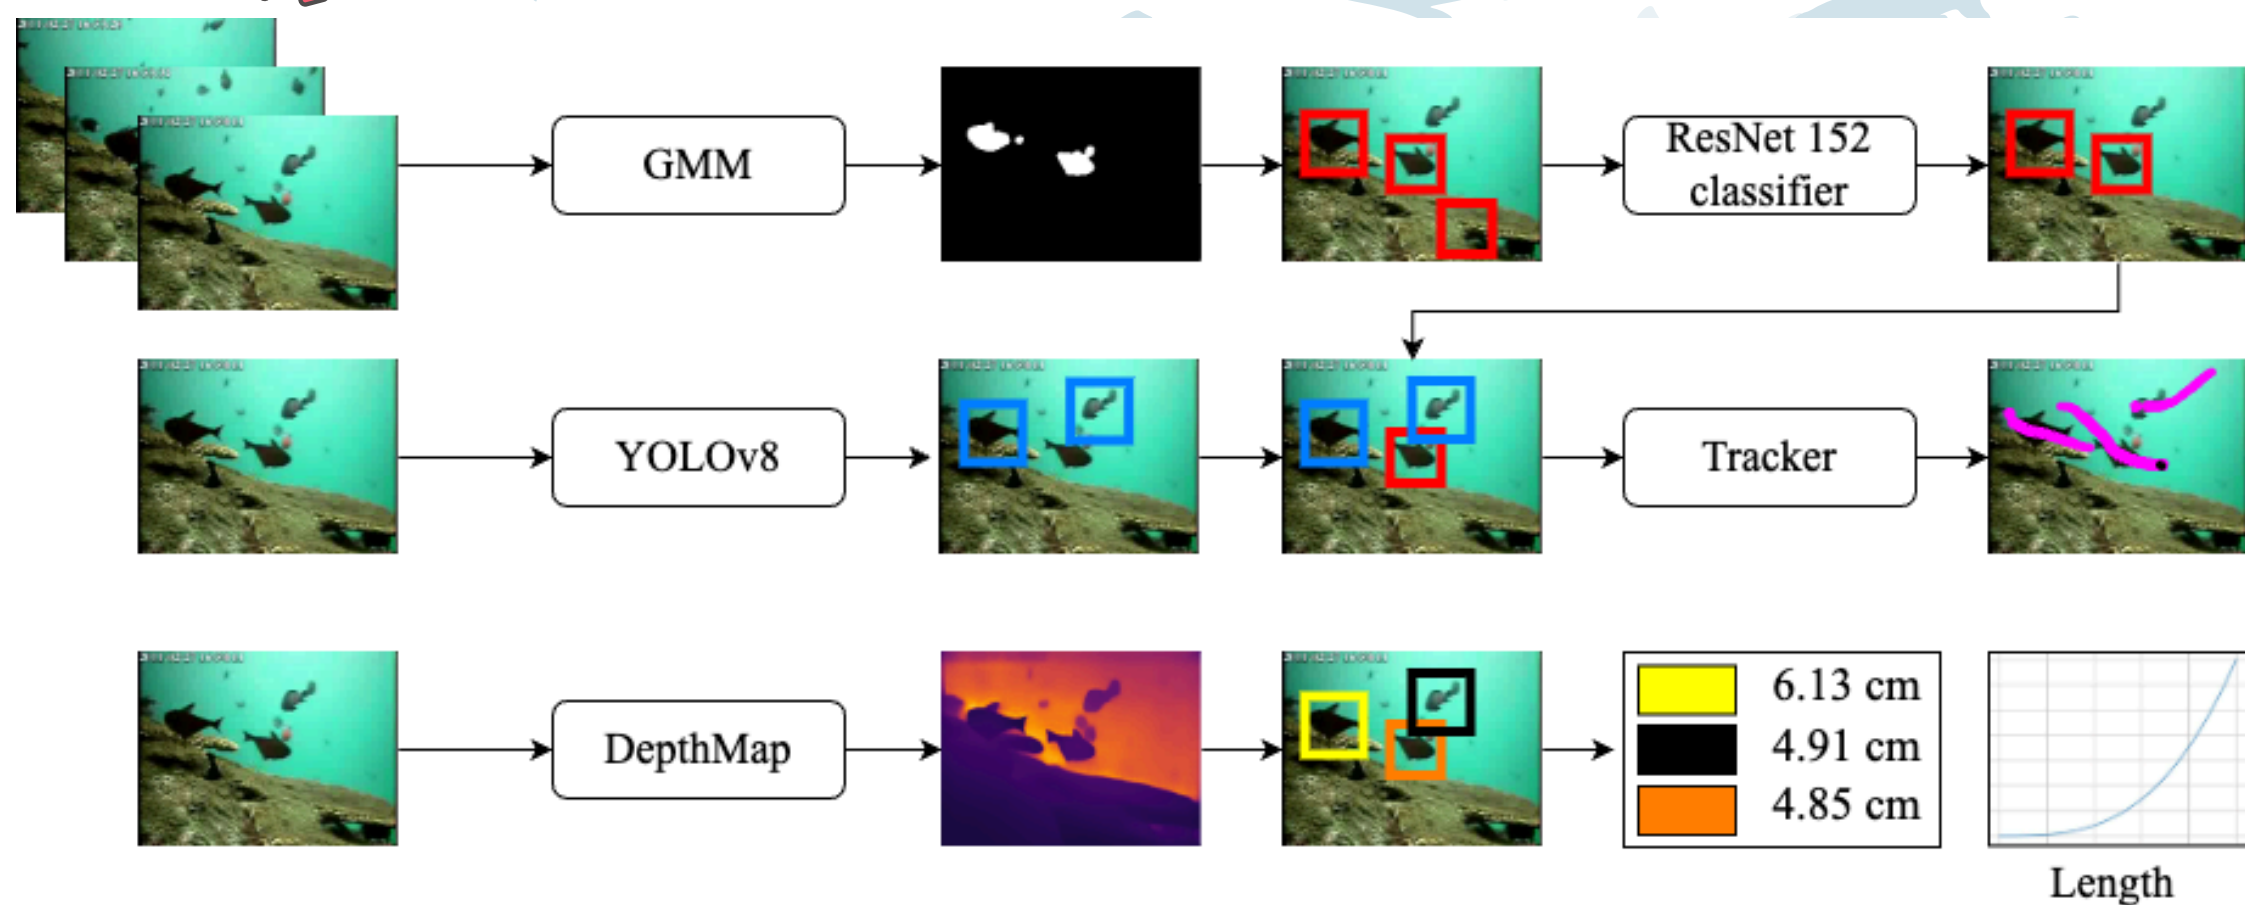 GMM
ResNet 152
classifier
YOLOv8
Tracker
DepthMap
6.13 cm
4.91 cm
4.85 cm
Length